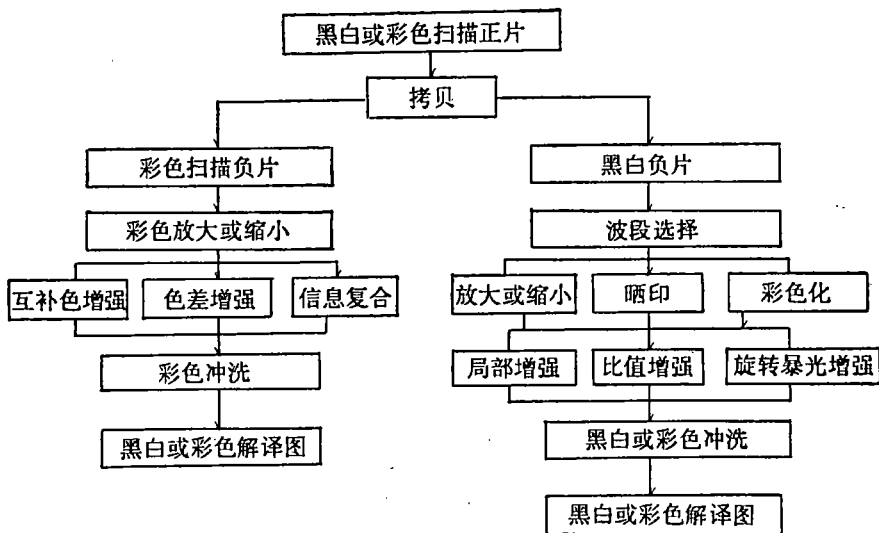 黑白或彩色扫描正片
拷贝
彩色扫描负片
黑白负片
彩色放大或缩小
波段选择
互补色增强
色差增强
信息复合
放大或缩小
晒印
彩色化
彩色冲洗
局部增强
比值增强
旋转暴光增强
黑白或彩色解译图
黑白或彩色冲洗
黑白或彩色解译图